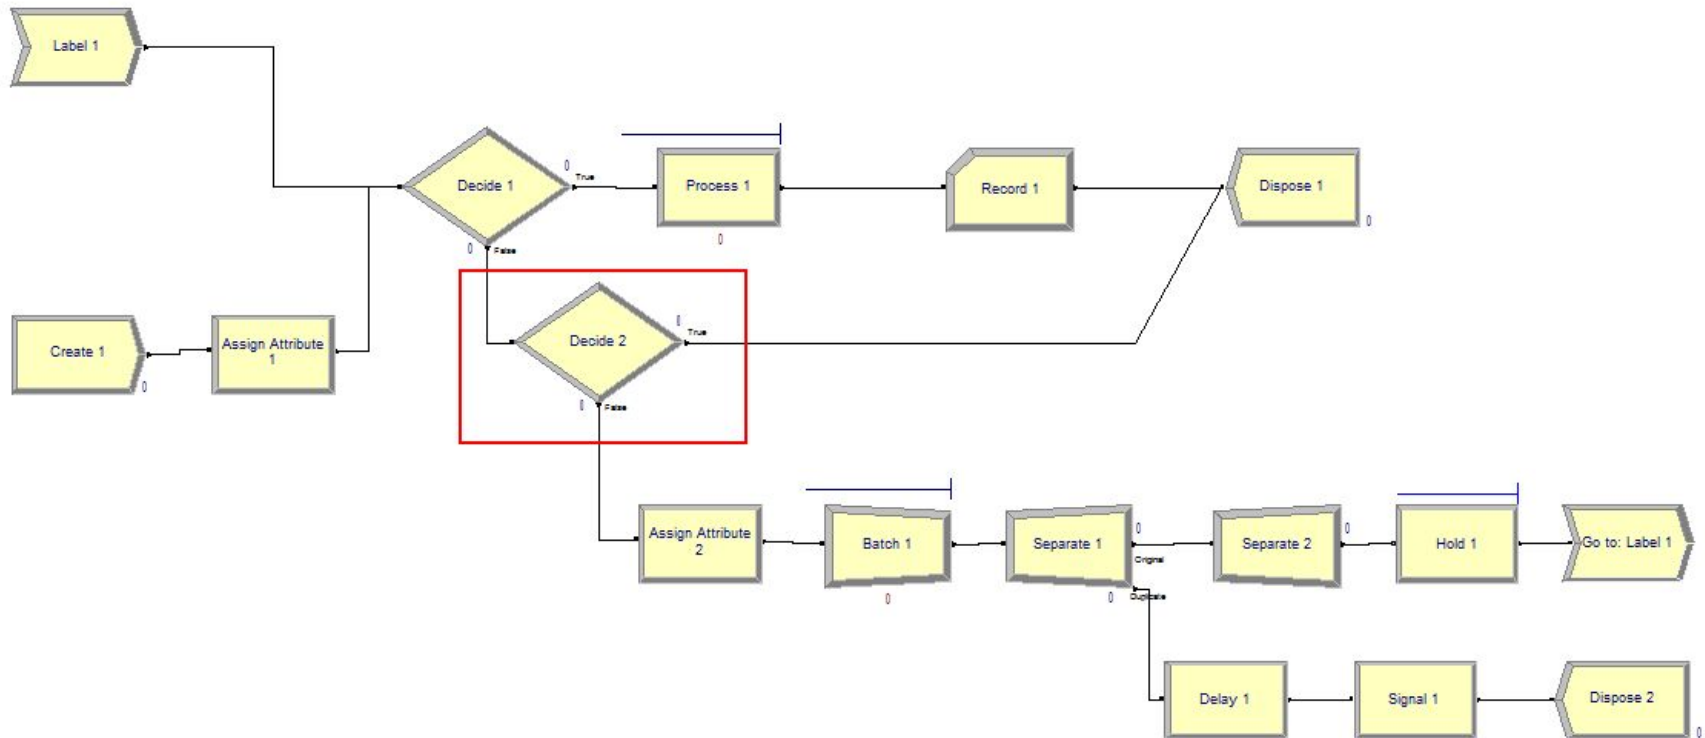 Label 1
Decide 1
0
True
0
False
Process 1
0
Record 1
Dispose 1
0
Create 1
0
Assign Attribute
1
Decide 2
0
True
0
False
Assign Attribute
2
Batch 1
0
Separate 1
0
Original
0
Duplicate
Separate 2
0
Hold 1
Go to: Label 1
Delay 1
Signal 1
Dispose 2
0